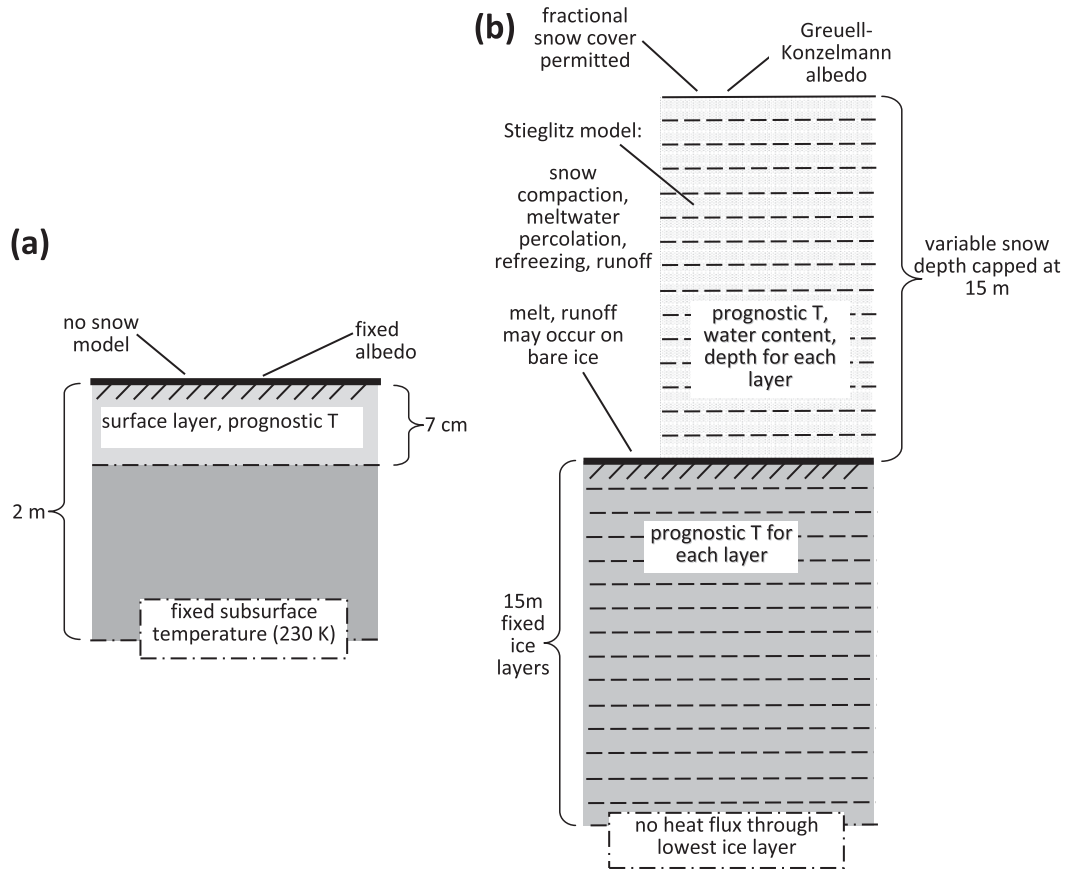 (a)
no snow
model
fixed
albedo
surface layer, prognostic T
7 cm
2 m
fixed subsurface
temperature (230 K)
(b)
fractional
snow cover
permitted
Greuell-
Konzelmann
albedo
Stieglitz model:
snow
compaction,
meltwater
percolation,
refreezing, runoff
variable snow
depth capped at
15 m
prognostic T,
water content,
depth for each
layer
melt, runoff
may occur on
bare ice
prognostic T for
each layer
15m
fixed
ice
layers
no heat flux through
lowest ice layer